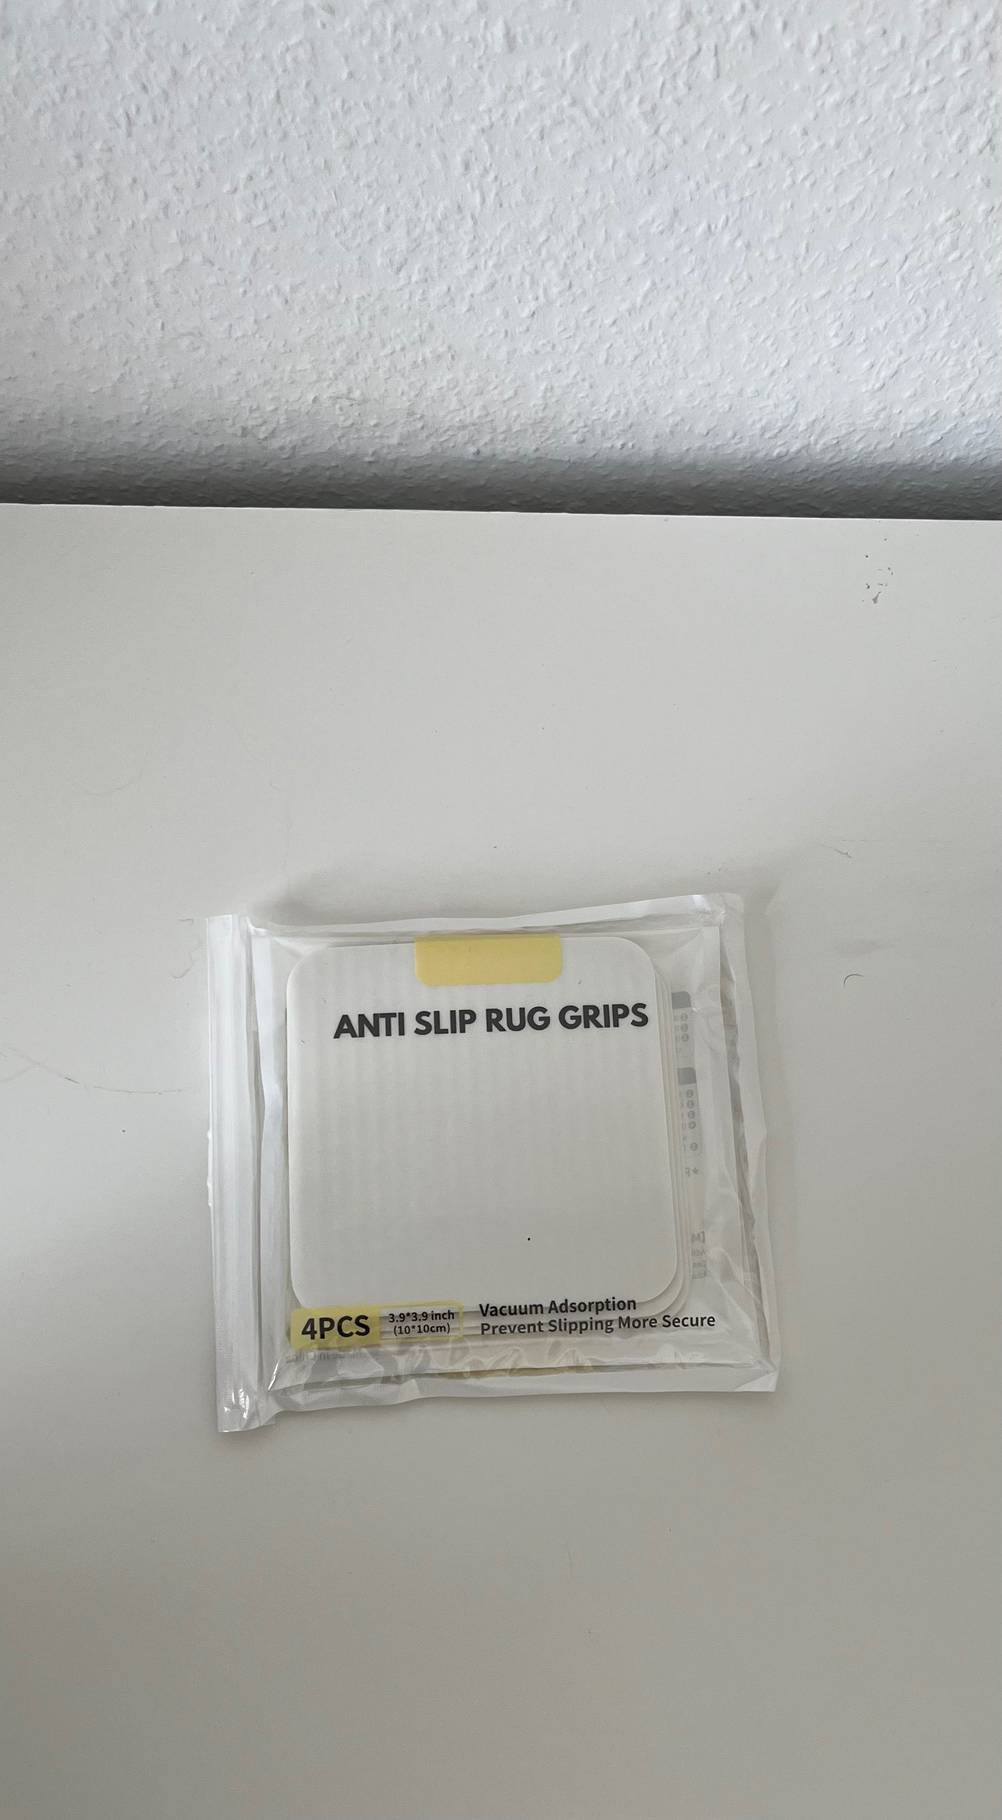 ANTI SLIP RUG GRIPS
4PCS
3.9*3.9 inch
(10*10cm)
Vacuum Adsorption
Prevent Slipping More Secure